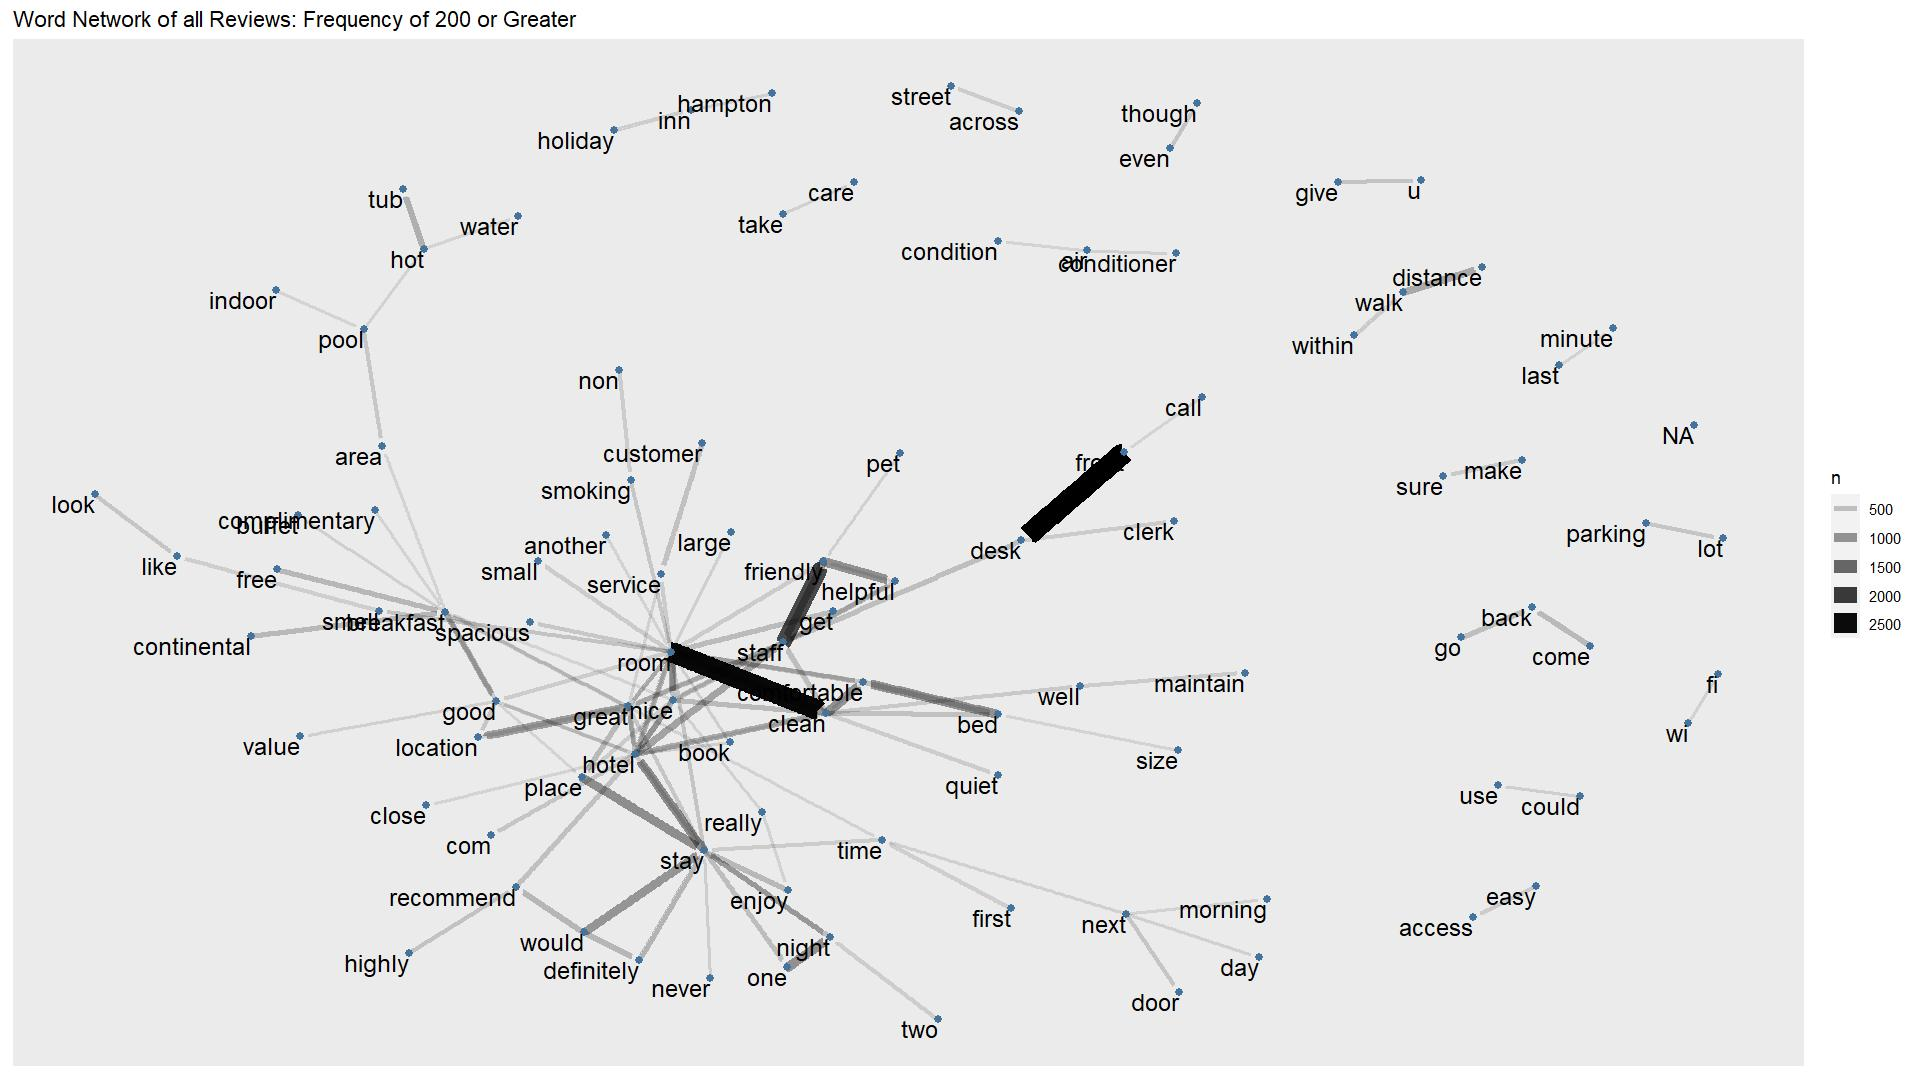 Word Network of all Reviews: Frequency of 200 or Greater
hampton
inn
holiday
street
across
though
even
tub
water
hot
care
take
give
u
condition
air
conditioner
distance
walk
within
indoor
pool
minute
last
non
call
customer
area
pet
front
NA
smoking
sure
make
look
complimentary
buffet
another
large
desk
clerk
parking
lot
like
free
small
service
friendly
helpful
get
smell
breakfast
spacious
continental
room
staff
back
go
come
comfortable
well
maintain
fi
wi
good
great
nice
clean
bed
value
location
hotel
book
size
place
quiet
close
com
really
time
use
could
stay
recommend
enjoy
first
next
morning
easy
access
would
definitely
highly
never
one
night
day
door
two
n
500
1000
1500
2000
2500